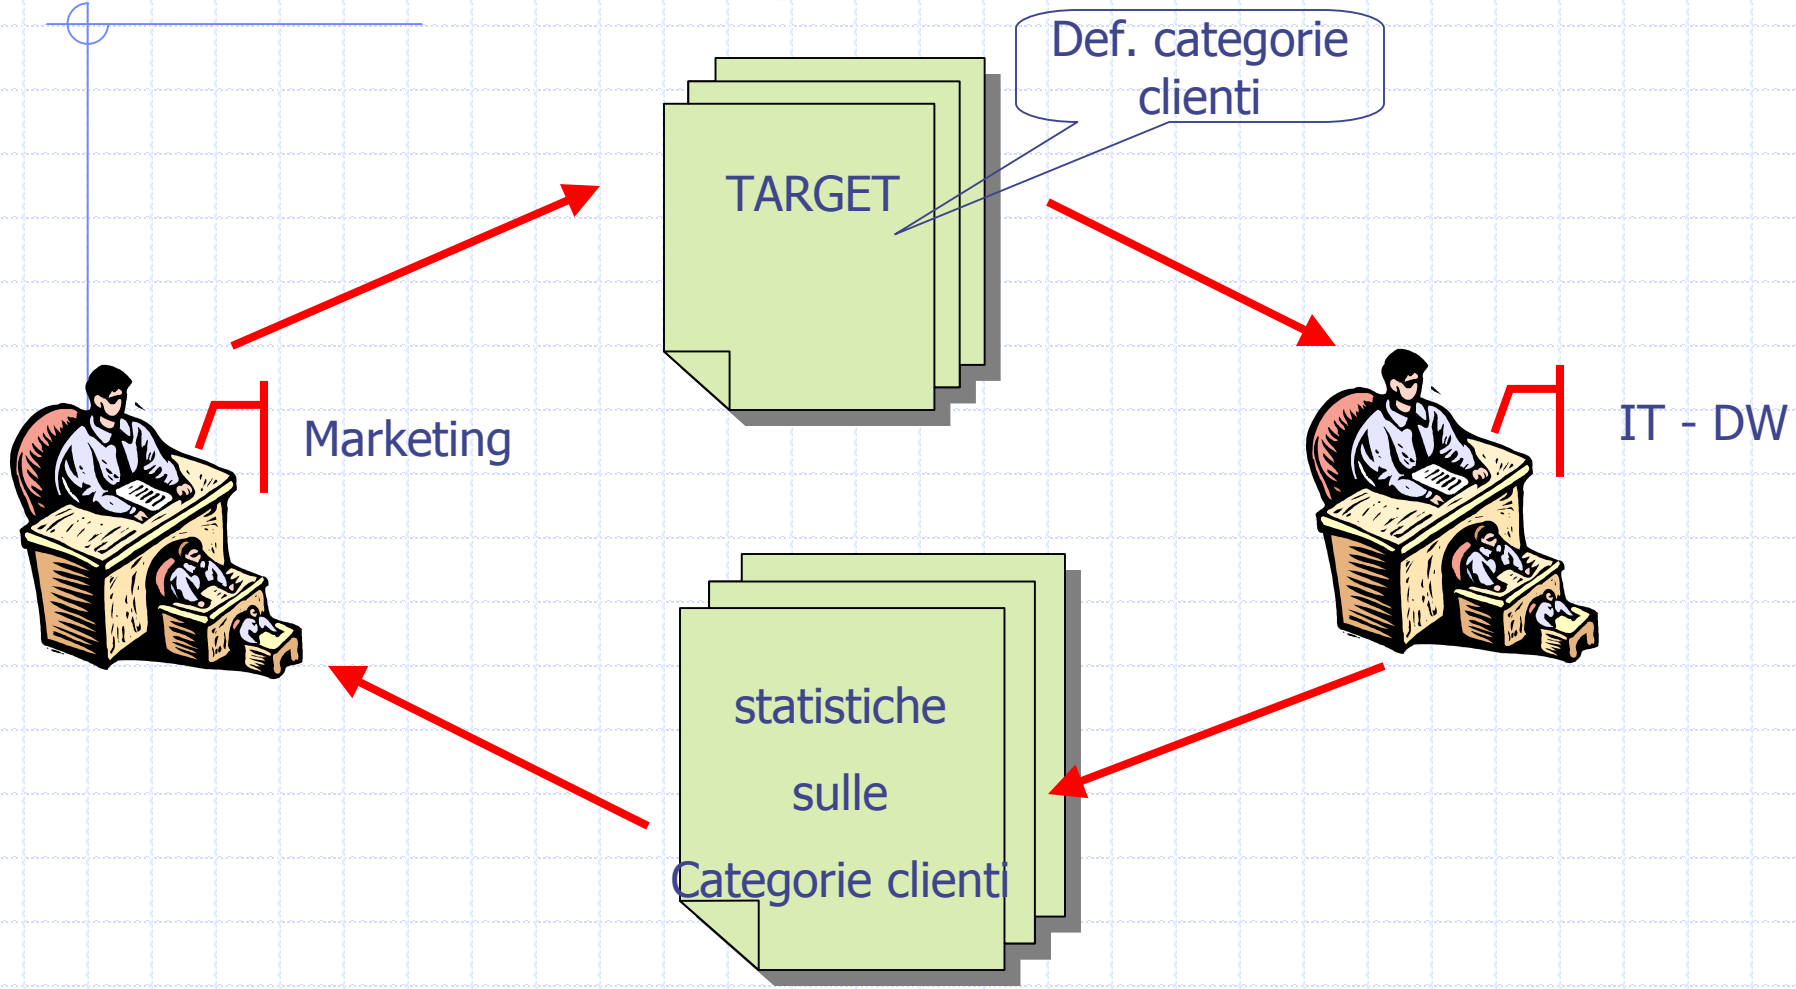 Def. categorie
clienti
TARGET
Marketing
IT - DW
statistiche
sulle
Categorie clienti